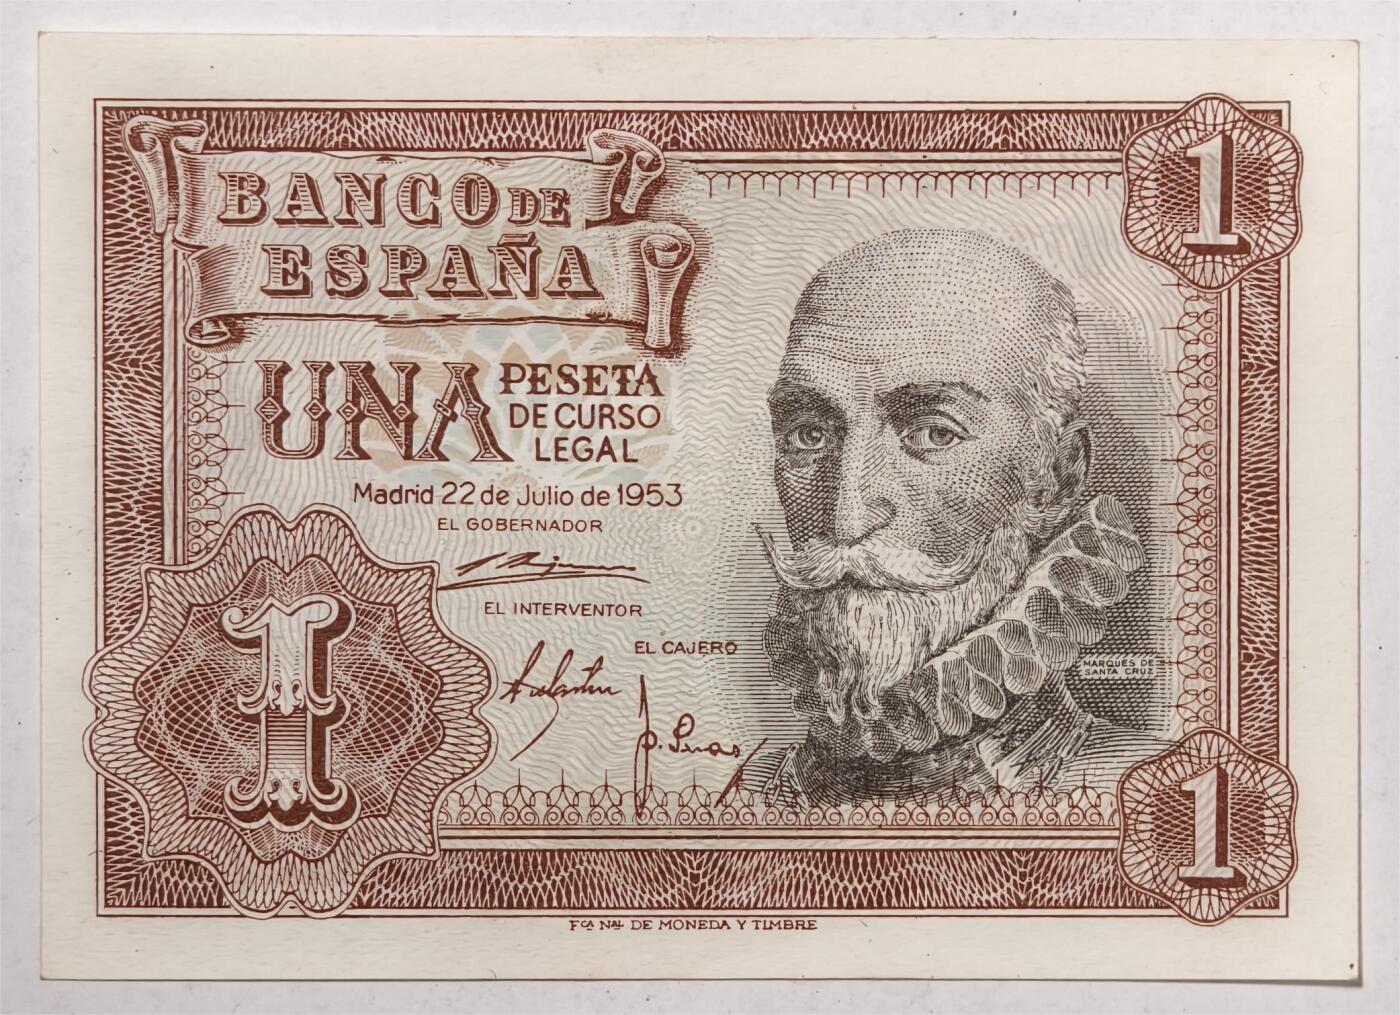 BANCO DE
ESPAÑA
1
UNA PESETA
DE CURSO
LEGAL
Madrid 22 de Julio de 1953
EL GOBERNADOR
EL INTERVENTOR
EL CAJERO
MARQUES DE
SANTA CRUZ
1
1
FCA NAL DE MONEDA Y TIMBRE